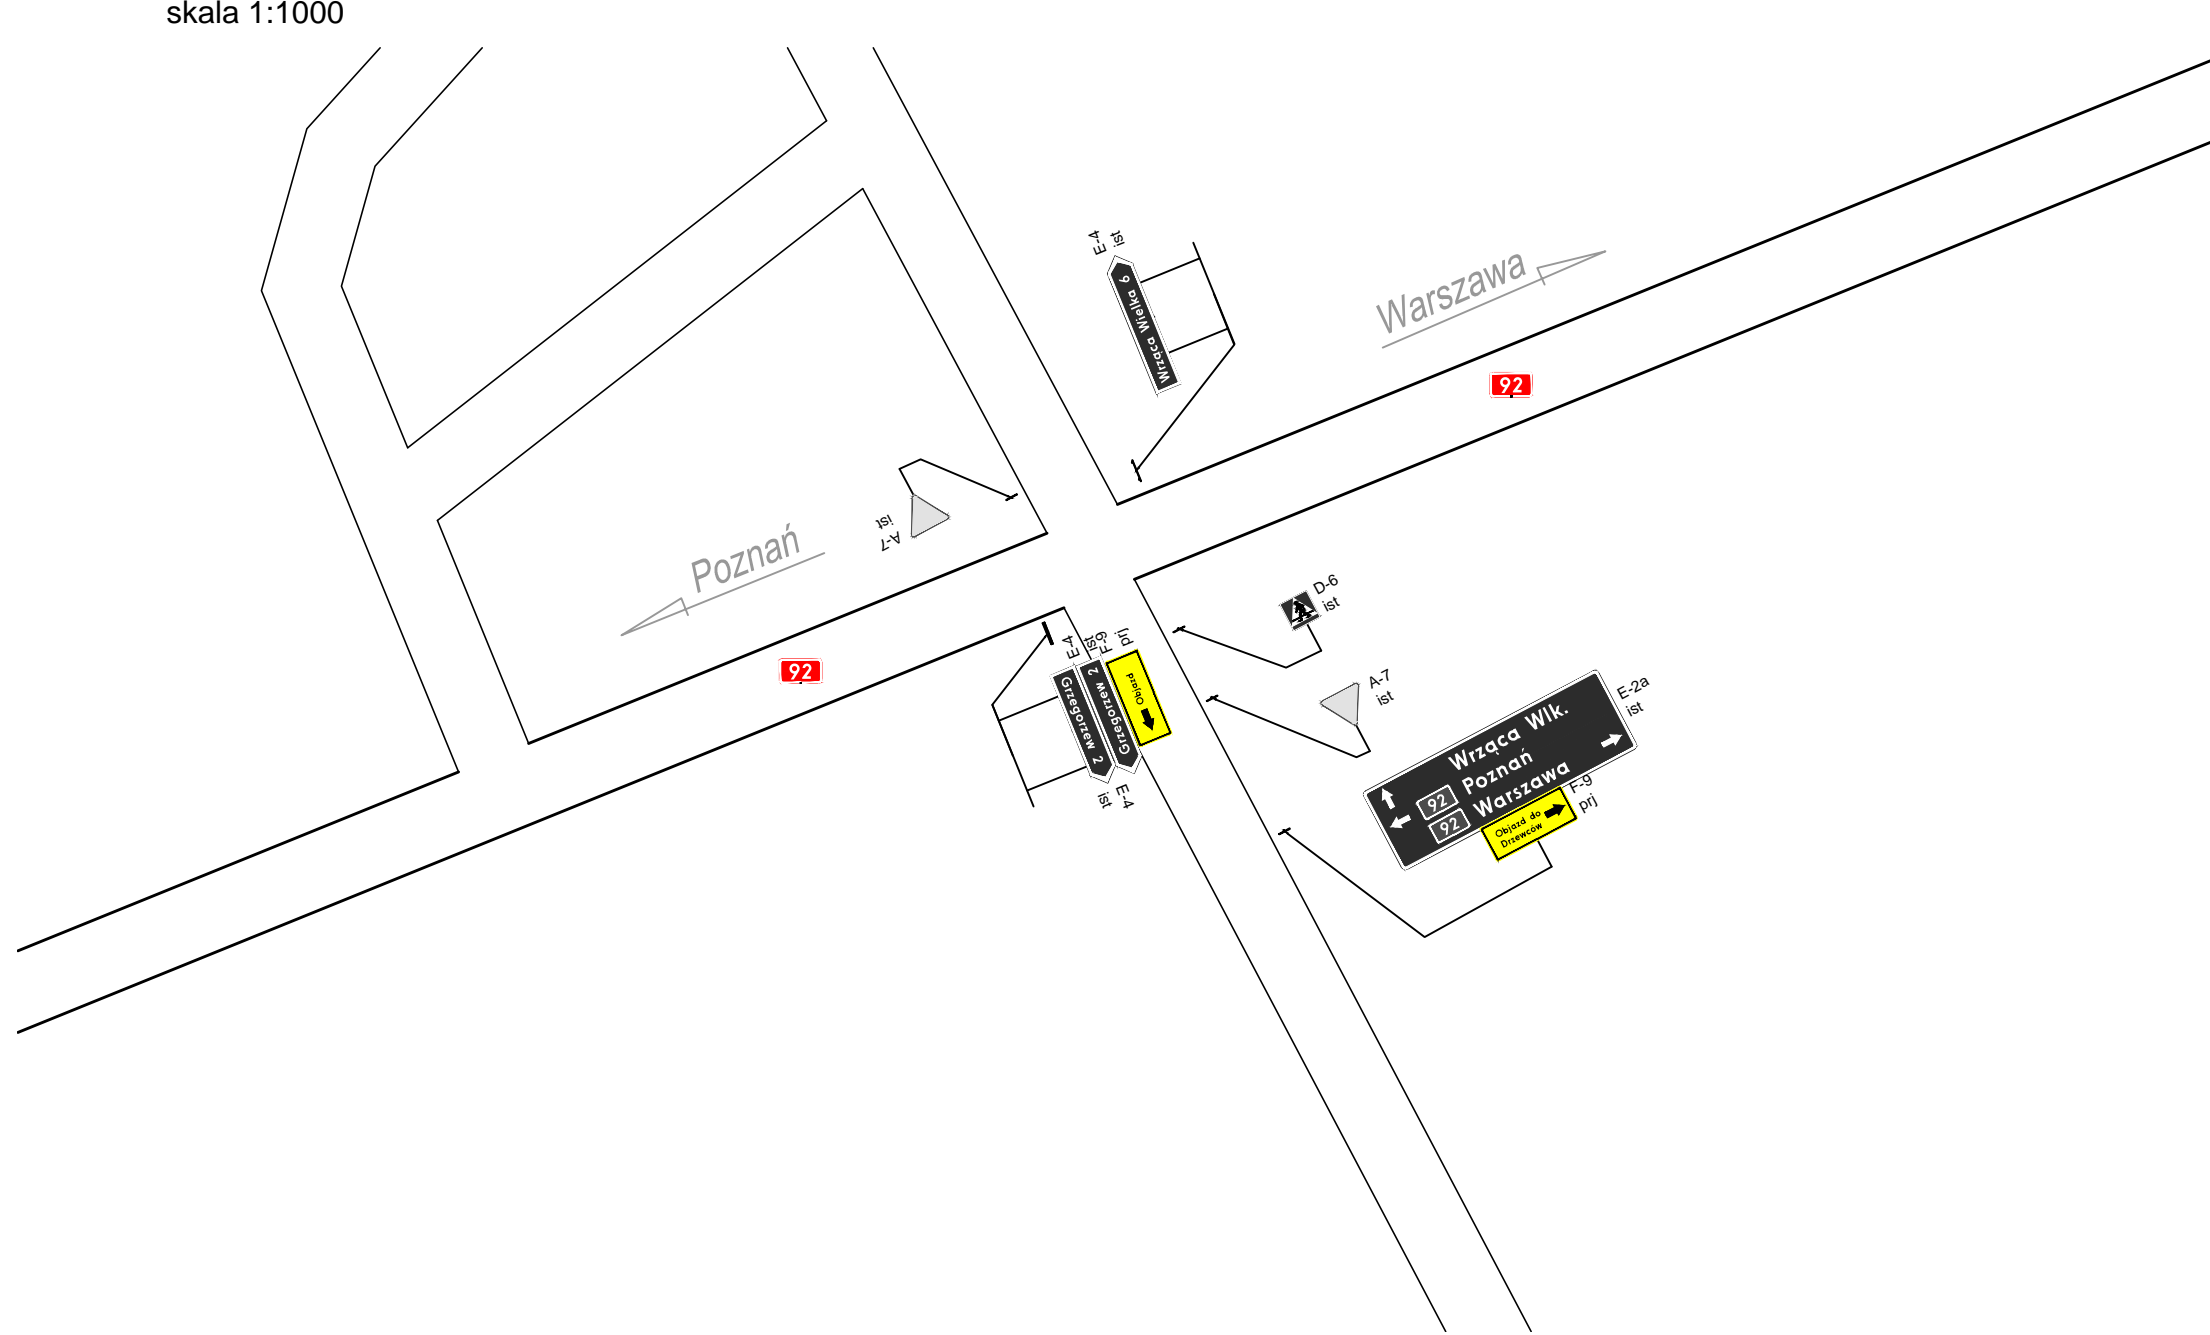 skala 1:1000
E-4
ist
Wrząca Wielka 6
Warszawa
92
A-7
ist
Poznań
92
D-6
ist
E-4
ist
F-9
prj
Grzegorzew 2
Grzegorzew 2
Objazd
E-4
ist
A-7
ist
E-2a
ist
Wrząca Wlk.
92 Poznań
92 Warszawa
F-9
prj
Objazd do
Drzewców